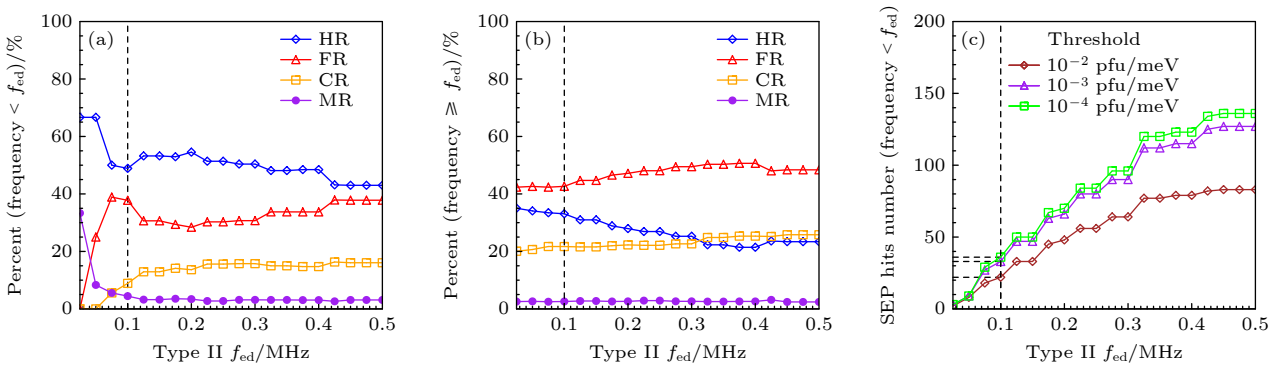 100
80
60
40
20
0
Percent (frequency < f_ed)/%
(a)
HR
FR
CR
MR
0.1 0.2 0.3 0.4 0.5
Type II f_ed/MHz
100
80
60
40
20
0
Percent (frequency ⩾ f_ed)/%
(b)
HR
FR
CR
MR
0.1 0.2 0.3 0.4 0.5
Type II f_ed/MHz
200
150
100
50
0
SEP hits number (frequency < f_ed)
(c)
Threshold
10⁻² pfu/meV
10⁻³ pfu/meV
10⁻⁴ pfu/meV
0.1 0.2 0.3 0.4 0.5
Type II f_ed/MHz